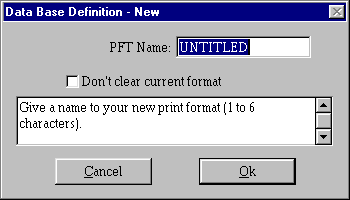 Data Base Definition - New
PFT Name: UNTITLED
Don't clear current format
Give a name to your new print format (1 to 6
characters).
Cancel Ok